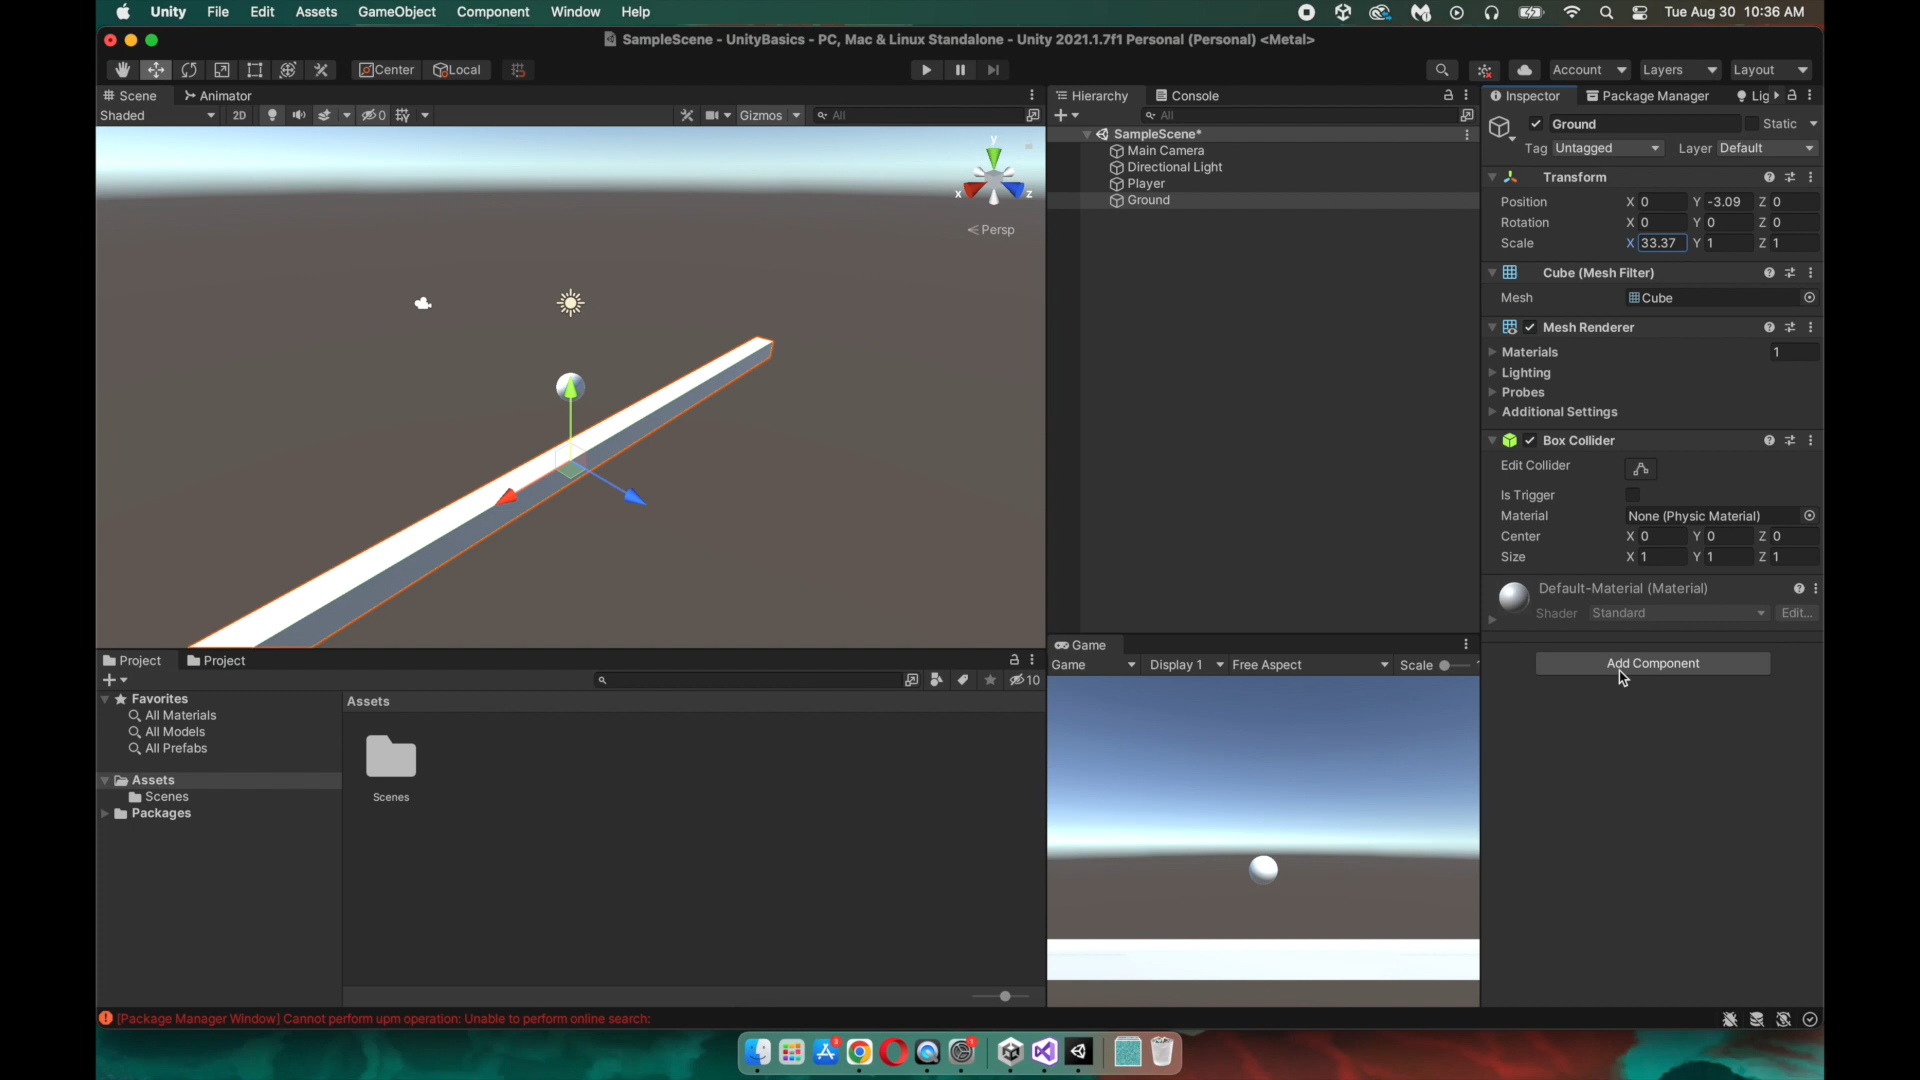 Unity File Edit Assets GameObject Component Window Help Tue Aug 30 10:36 AM
SampleScene - UnityBasics - PC, Mac & Linux Standalone - Unity 2021.1.7f1 Personal (Personal) <Metal>
Center Local Account Layers Layout
Scene Animator
Shaded 2D 0 Gizmos All
y
x z
Persp
Hierarchy Console
All
SampleScene*
Main Camera
Directional Light
Player
Ground
Inspector Package Manager Lig
Ground Static
Tag Untagged Layer Default
Transform
Position X 0 Y -3.09 Z 0
Rotation X 0 Y 0 Z 0
Scale X 33.37 Y 1 Z 1
Cube (Mesh Filter)
Mesh Cube
Mesh Renderer
Materials 1
Lighting
Probes
Additional Settings
Box Collider
Edit Collider
Is Trigger
Material None (Physic Material)
Center X 0 Y 0 Z 0
Size X 1 Y 1 Z 1
Default-Material (Material)
Shader Standard Edit...
Add Component
Project Project
10
Favorites
All Materials
All Models
All Prefabs
Assets
Scenes
Packages
Assets
Scenes
Game
Game Display 1 Free Aspect Scale
[Package Manager Window] Cannot perform upm operation: Unable to perform online search:
3 1